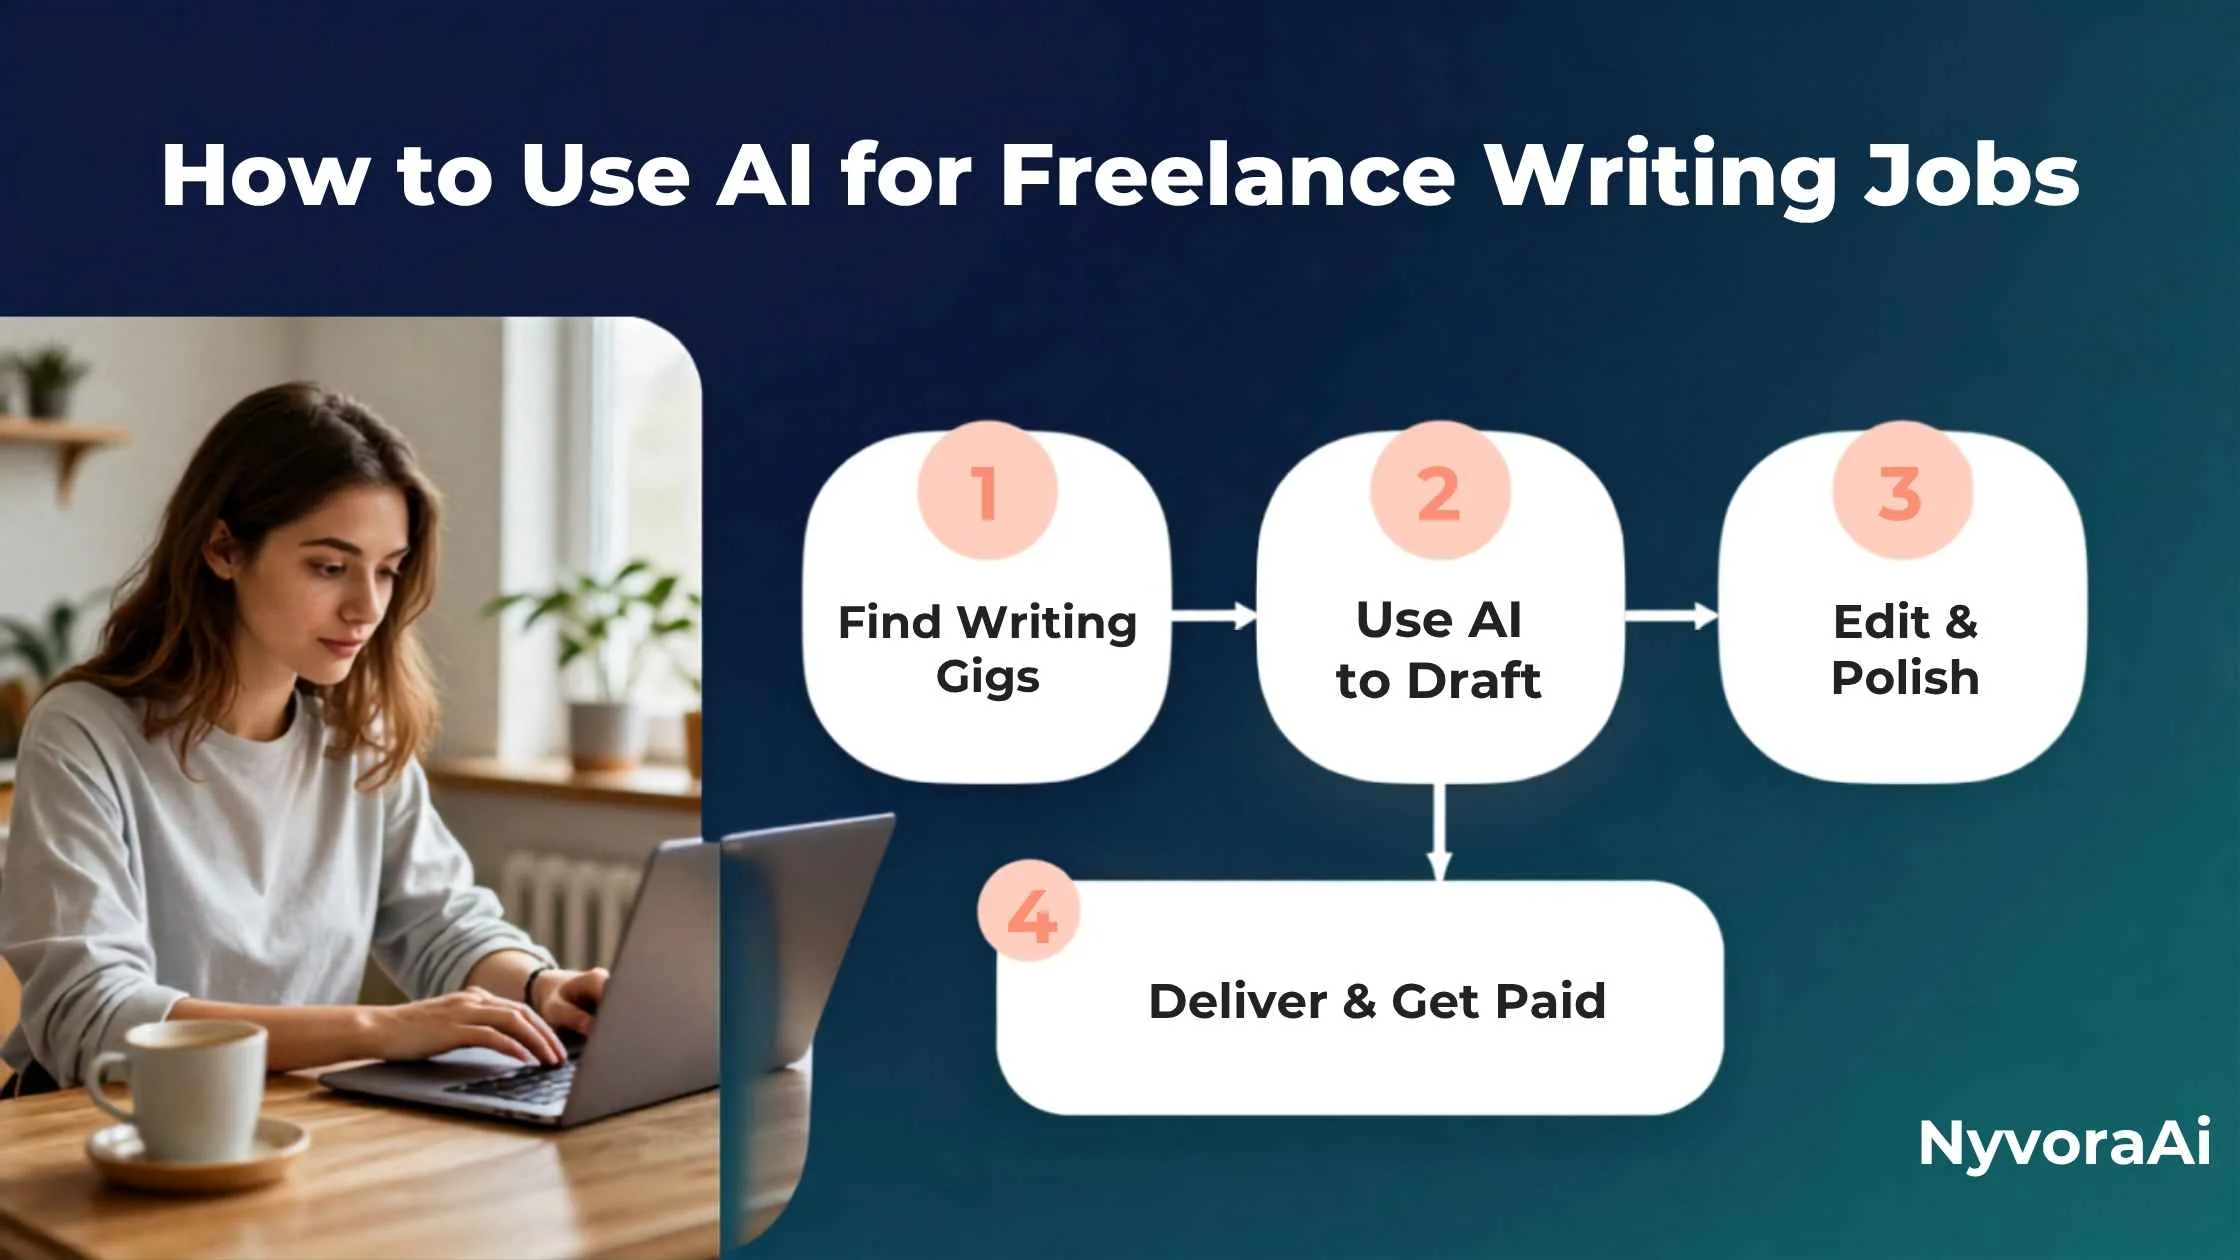 How to Use AI for Freelance Writing Jobs
1
Find Writing
Gigs
2
Use AI
to Draft
3
Edit &
Polish
4
Deliver & Get Paid
NyvoraAi